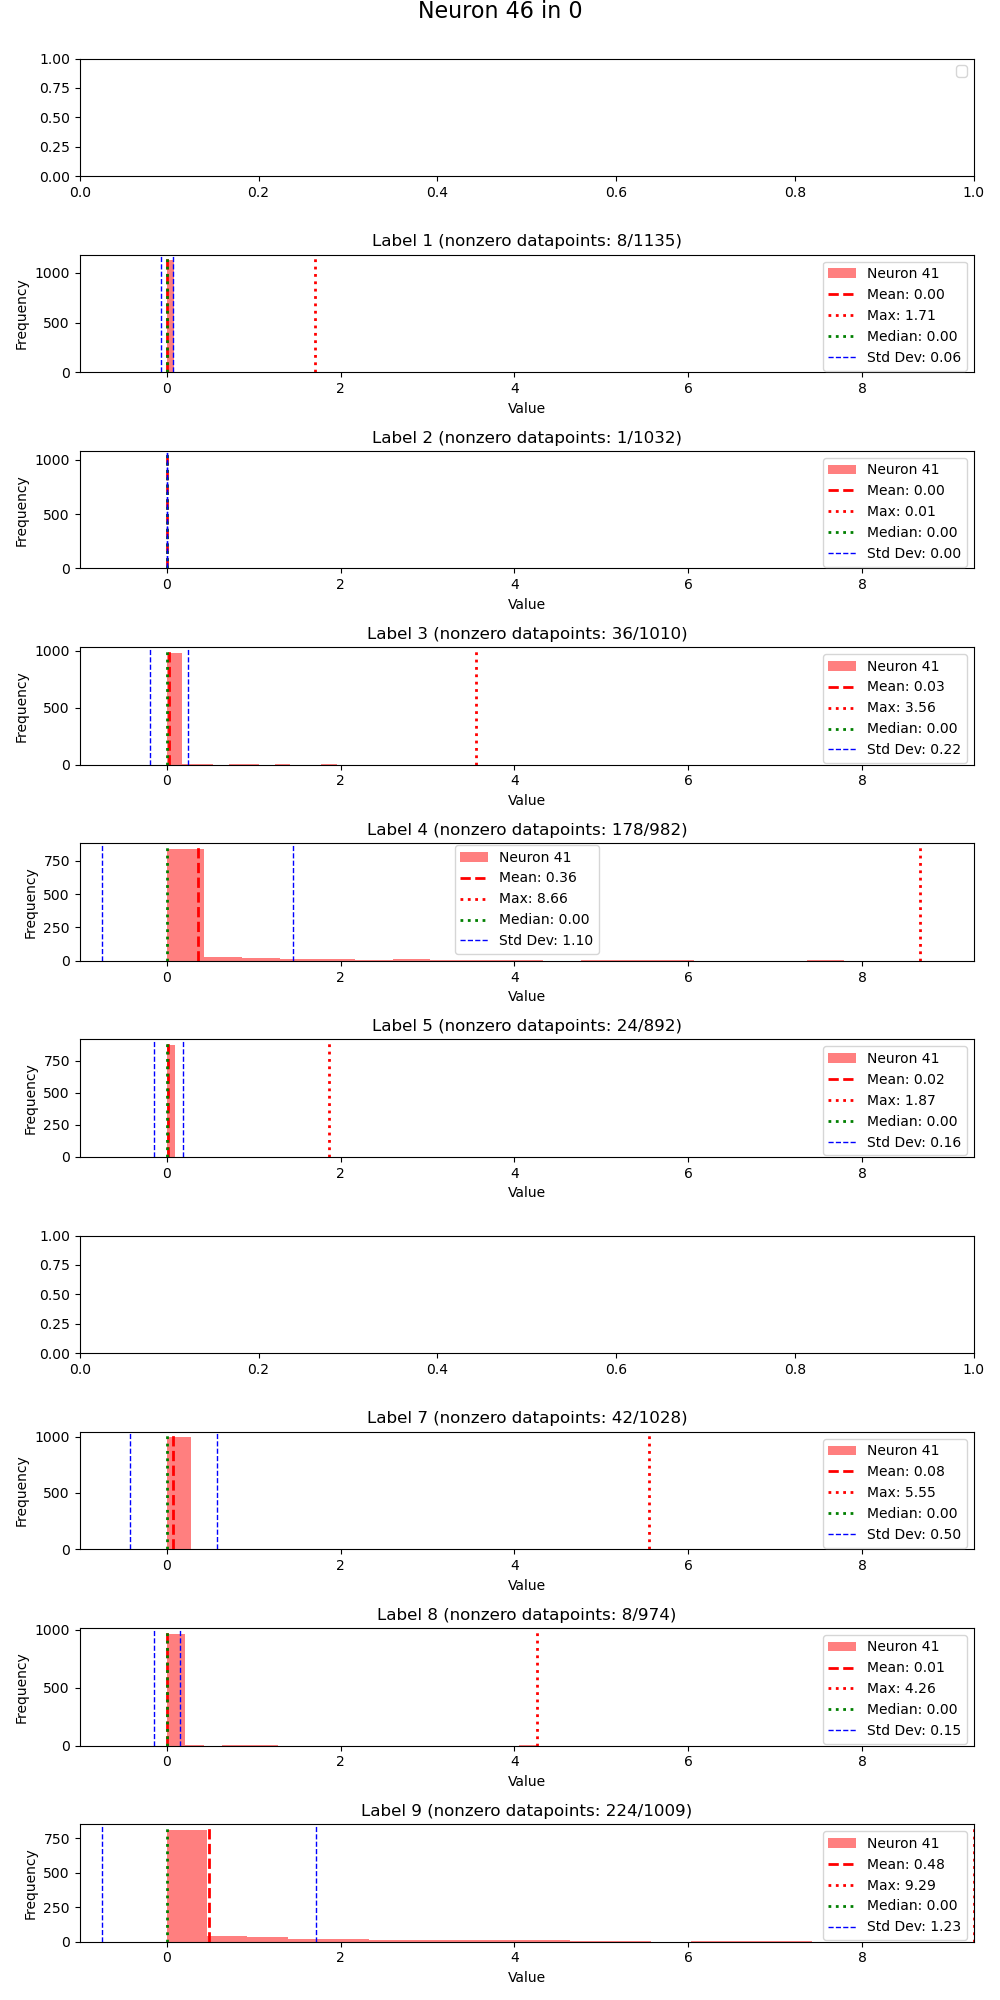 Neuron 46 in 0
1.00
0.75
0.50
0.25
0.00
0.0 0.2 0.4 0.6 0.8 1.0
Label 1 (nonzero datapoints: 8/1135)
Frequency
1000
500
0
Neuron 41
Mean: 0.00
Max: 1.71
Median: 0.00
Std Dev: 0.06
0 2 4 6 8
Value
Label 2 (nonzero datapoints: 1/1032)
Frequency
1000
500
0
Neuron 41
Mean: 0.00
Max: 0.01
Median: 0.00
Std Dev: 0.00
0 2 4 6 8
Value
Label 3 (nonzero datapoints: 36/1010)
Frequency
1000
500
0
Neuron 41
Mean: 0.03
Max: 3.56
Median: 0.00
Std Dev: 0.22
0 2 4 6 8
Value
Label 4 (nonzero datapoints: 178/982)
Frequency
750
500
250
0
Neuron 41
Mean: 0.36
Max: 8.66
Median: 0.00
Std Dev: 1.10
0 2 4 6 8
Value
Label 5 (nonzero datapoints: 24/892)
Frequency
750
500
250
0
Neuron 41
Mean: 0.02
Max: 1.87
Median: 0.00
Std Dev: 0.16
0 2 4 6 8
Value
1.00
0.75
0.50
0.25
0.00
0.0 0.2 0.4 0.6 0.8 1.0
Label 7 (nonzero datapoints: 42/1028)
Frequency
1000
500
0
Neuron 41
Mean: 0.08
Max: 5.55
Median: 0.00
Std Dev: 0.50
0 2 4 6 8
Value
Label 8 (nonzero datapoints: 8/974)
Frequency
1000
500
0
Neuron 41
Mean: 0.01
Max: 4.26
Median: 0.00
Std Dev: 0.15
0 2 4 6 8
Value
Label 9 (nonzero datapoints: 224/1009)
Frequency
750
500
250
0
Neuron 41
Mean: 0.48
Max: 9.29
Median: 0.00
Std Dev: 1.23
0 2 4 6 8
Value